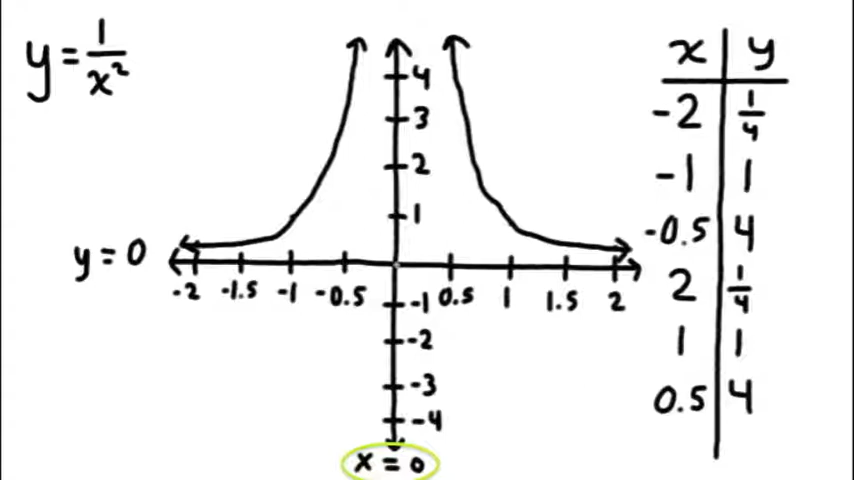 y = 1/x²
4
3
2
1
y = 0
-2 -1.5 -1 -0.5 0.5 1 1.5 2
-1
-2
-3
-4
x = 0
x y
-2 1/4
-1 1
-0.5 4
2 1/4
1 1
0.5 4